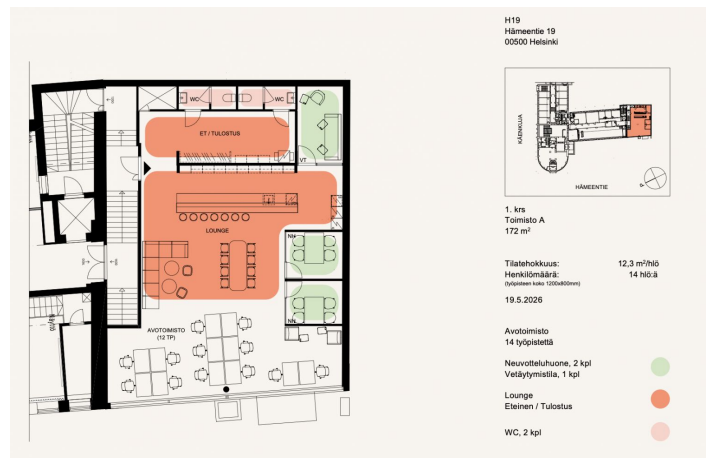 H19
Hämeentie 19
00500 Helsinki
WC
WC
ET / TULOSTUS
VT
LOUNGE
NH
NH
AVOTOIMISTO
(12 TP)
KÄENKUJA
HÄMEENTIE
P
1. krs
Toimisto A
172 m²
Tilatehokkuus: 12,3 m²/hlö
Henkilömäärä: 14 hlö:ä
(työpisteen koko 1200x800mm)
19.5.2026
Avotoimisto
14 työpistettä
Neuvotteluhuone, 2 kpl
Vetäytymistila, 1 kpl
Lounge
Eteinen / Tulostus
WC, 2 kpl